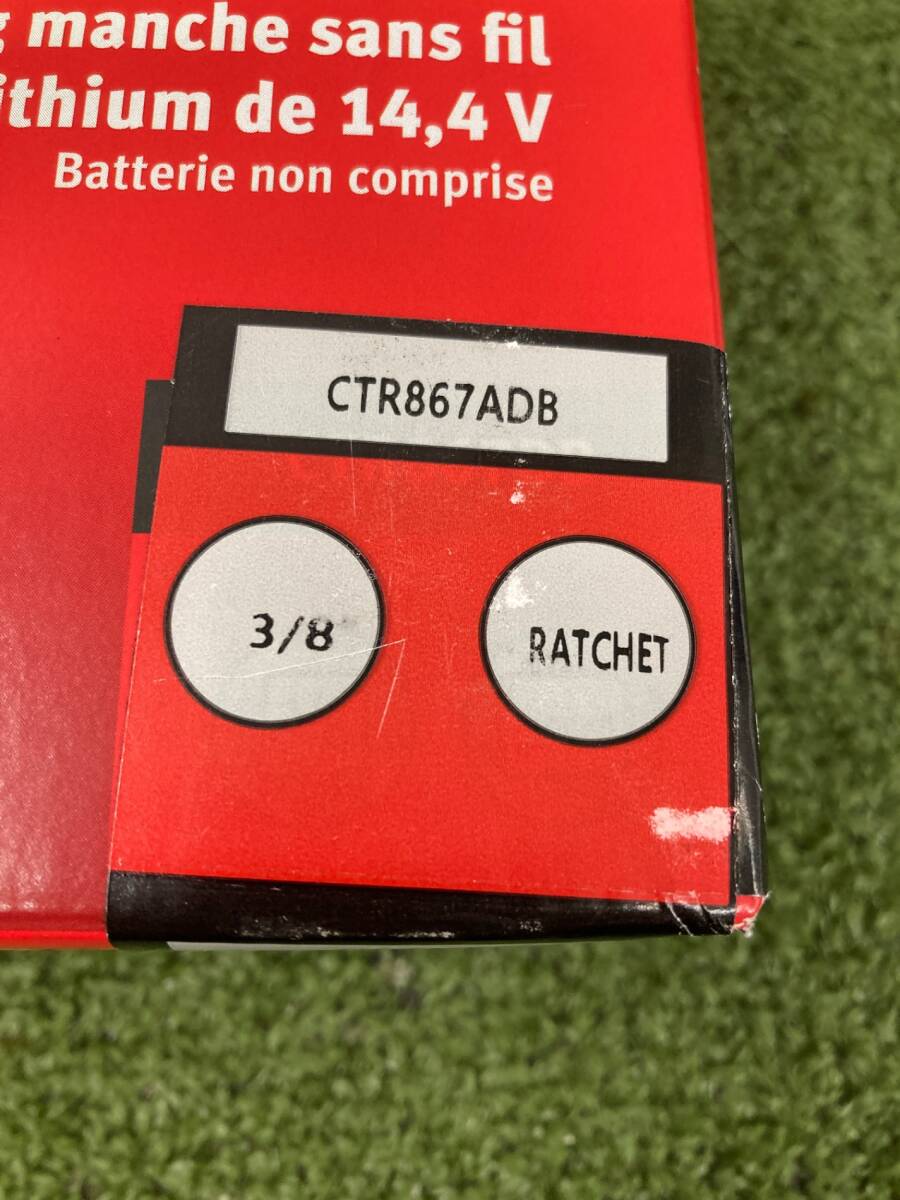 manche sans fil
ithium de 14,4 V
Batterie non comprise
CTR867ADB
3/8
RATCHET